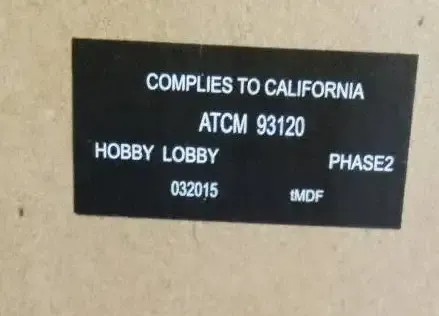 COMPLIES TO CALIFORNIA
ATCM 93120
HOBBY LOBBY PHASE2
032015 tMDF